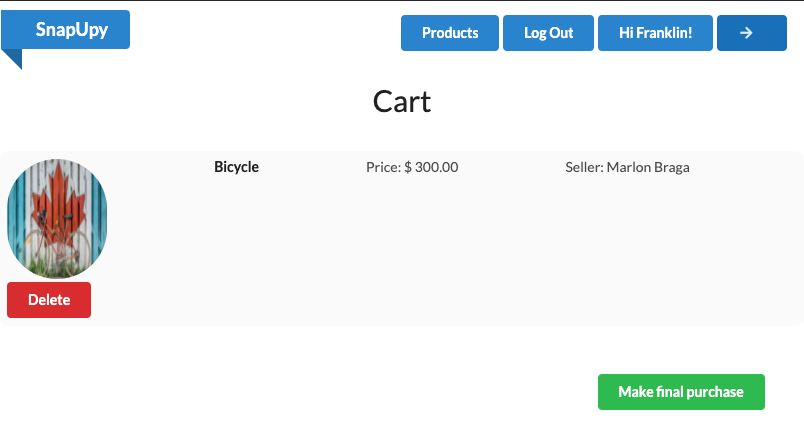 SnapUpy
Products
Log Out
Hi Franklin!
Cart
Bicycle
Price: $ 300.00
Seller: Marlon Braga
Delete
Make final purchase